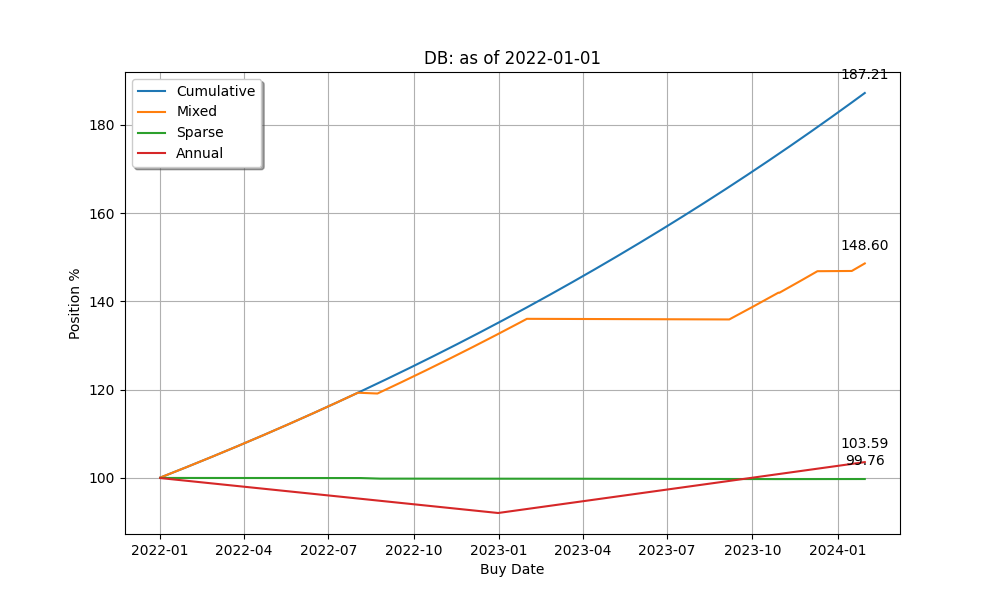 DB: as of 2022-01-01
187.21
Cumulative
Mixed
Sparse
Annual
180
160
148.60
140
120
103.59
99.76
100
Position %
2022-01 2022-04 2022-07 2022-10 2023-01 2023-04 2023-07 2023-10 2024-01
Buy Date